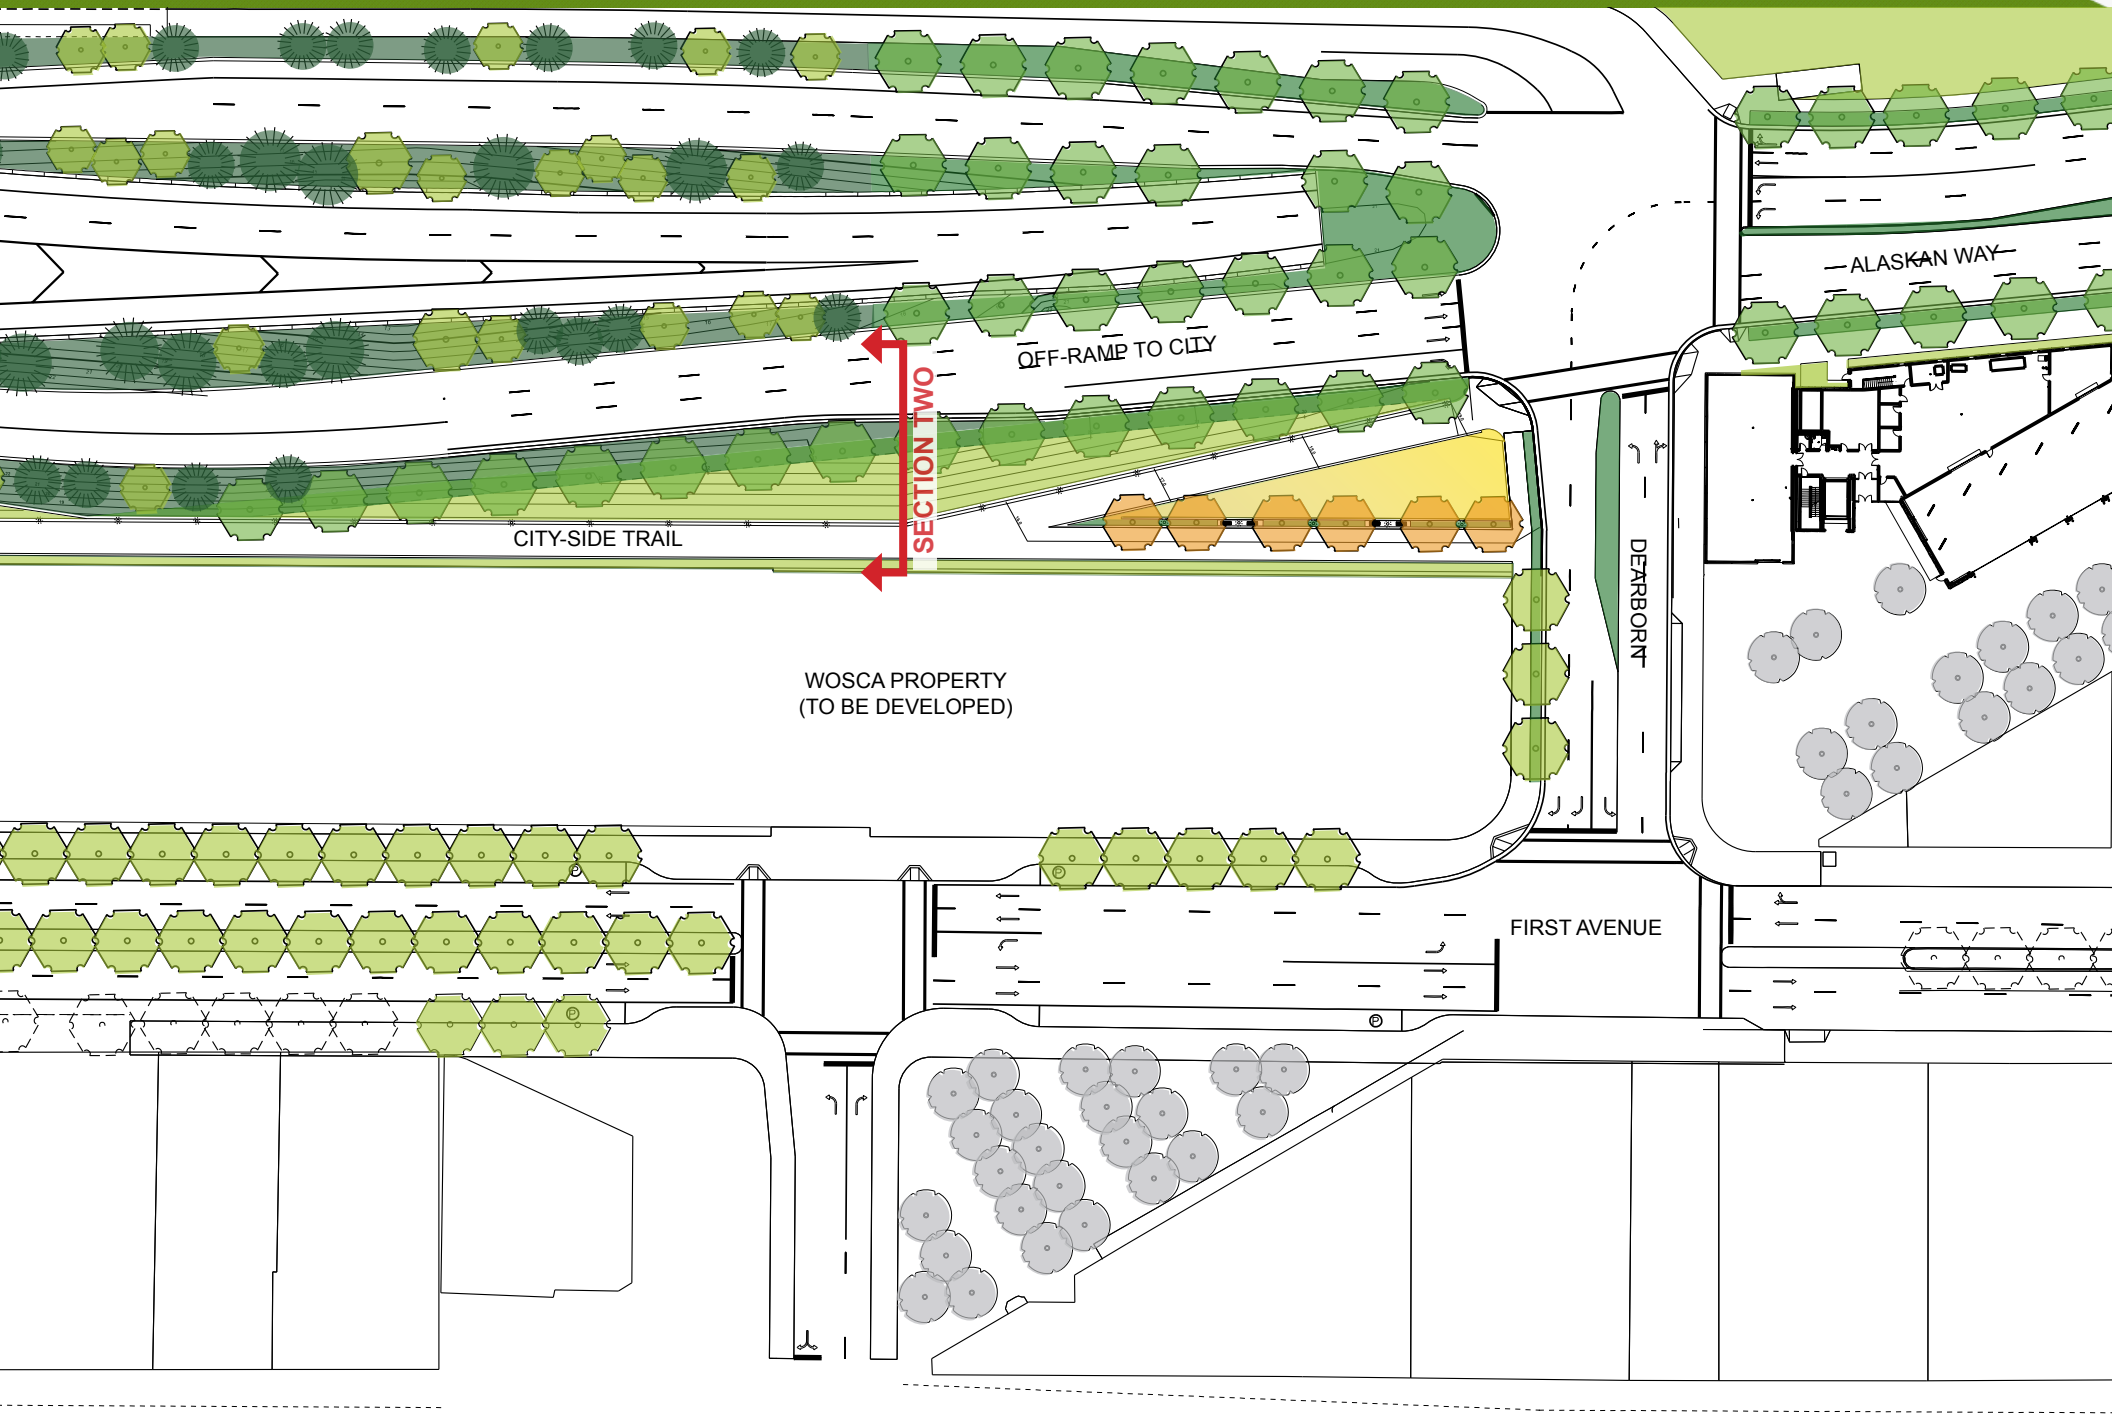 ALASKAN WAY
OFF-RAMP TO CITY
SECTION TWO
CITY-SIDE TRAIL
DEARBORN
WOSCA PROPERTY
(TO BE DEVELOPED)
P
P
FIRST AVENUE
P
P